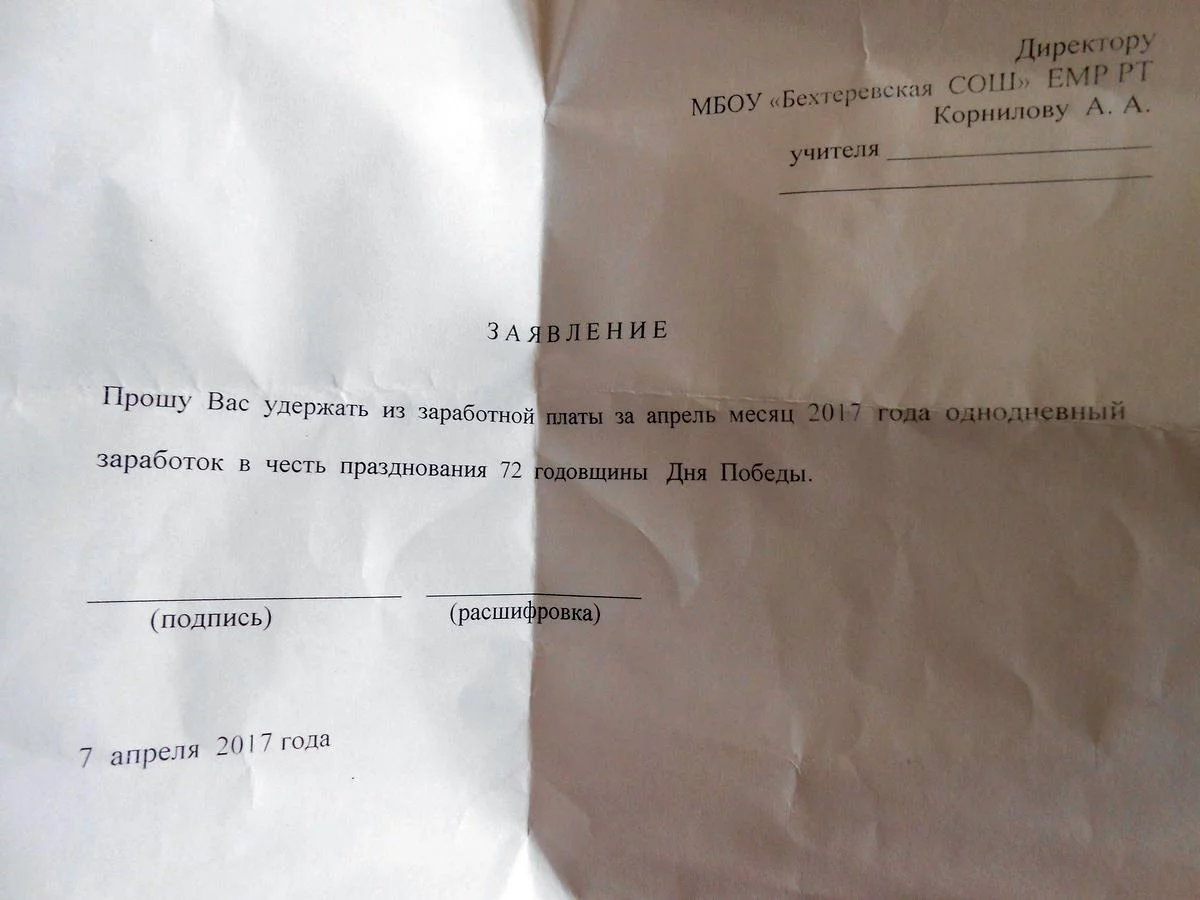 Директору
МБОУ «Бехтеревская СОШ» ЕМР РТ
Корнилову А. А.
учителя
ЗАЯВЛЕНИЕ
Прошу Вас удержать из заработной платы за апрель месяц 2017 года однодневный
заработок в честь празднования 72 годовщины Дня Победы.
(подпись) (расшифровка)
7 апреля 2017 года